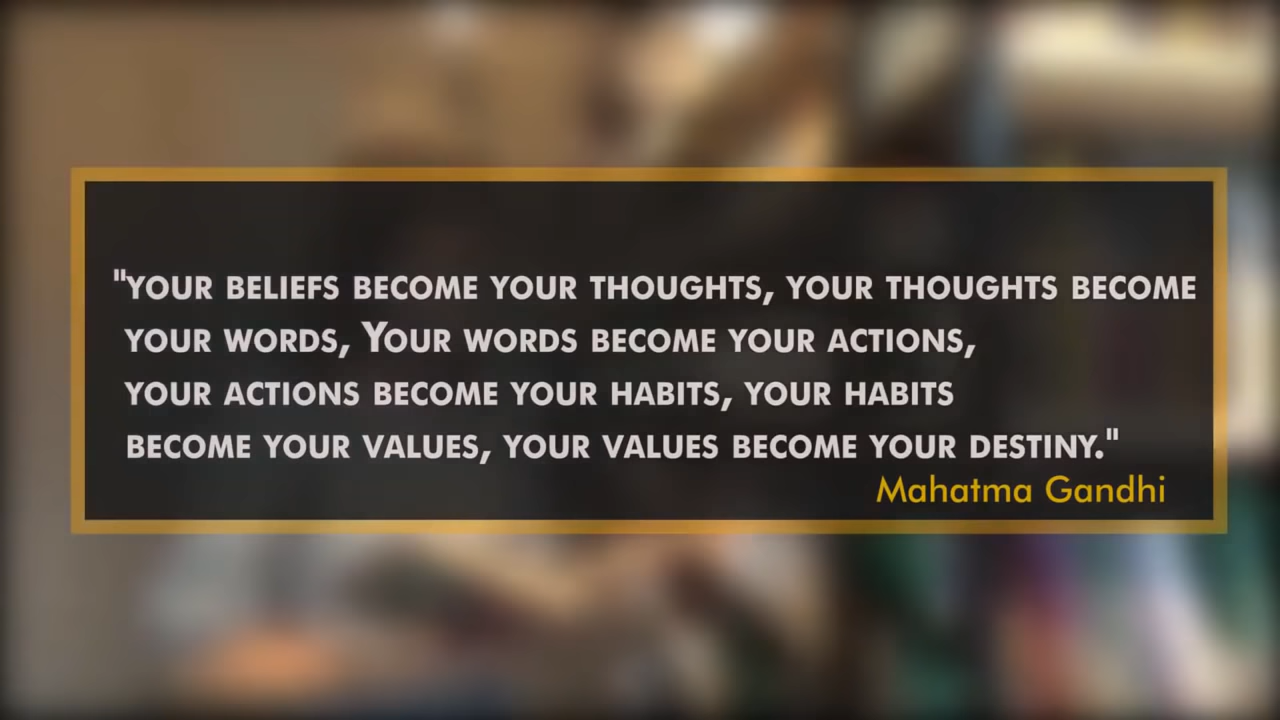 "YOUR BELIEFS BECOME YOUR THOUGHTS, YOUR THOUGHTS BECOME
YOUR WORDS, YOUR WORDS BECOME YOUR ACTIONS,
YOUR ACTIONS BECOME YOUR HABITS, YOUR HABITS
BECOME YOUR VALUES, YOUR VALUES BECOME YOUR DESTINY."
Mahatma Gandhi